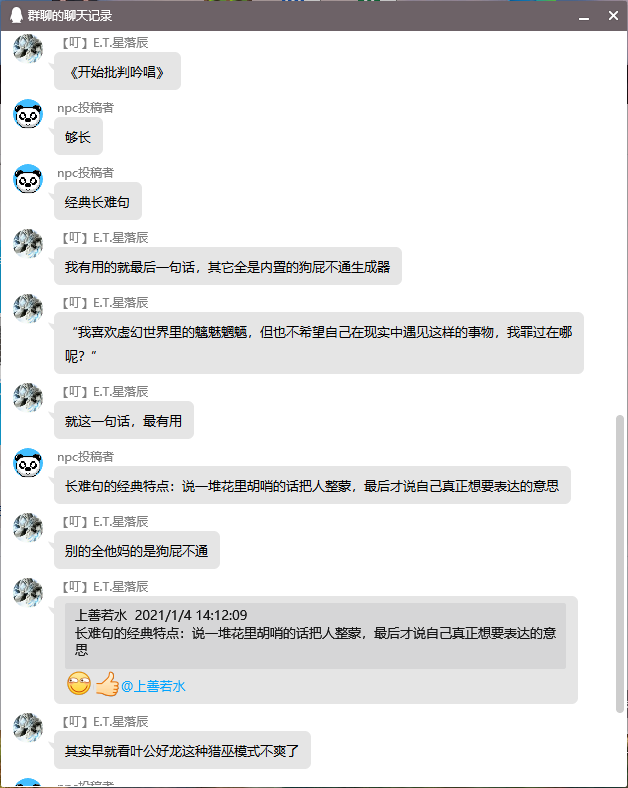 群聊的聊天记录
【叮】E.T.星落辰
《开始批判吟唱》
npc投稿者
够长
npc投稿者
经典长难句
【叮】E.T.星落辰
我有用的就最后一句话，其它全是内置的狗屁不通生成器
【叮】E.T.星落辰
“我喜欢虚幻世界里的魑魅魍魉，但也不希望自己在现实中遇见这样的事物，我罪过在哪
呢？”
【叮】E.T.星落辰
就这一句话，最有用
npc投稿者
长难句的经典特点：说一堆花里胡哨的话把人整蒙，最后才说自己真正想要表达的意思
【叮】E.T.星落辰
别的全他妈的是狗屁不通
【叮】E.T.星落辰
上善若水 2021/1/4 14:12:09
长难句的经典特点：说一堆花里胡哨的话把人整蒙，最后才说自己真正想要表达的意
思
@上善若水
【叮】E.T.星落辰
其实早就看叶公好龙这种猎巫模式不爽了
npc投稿者